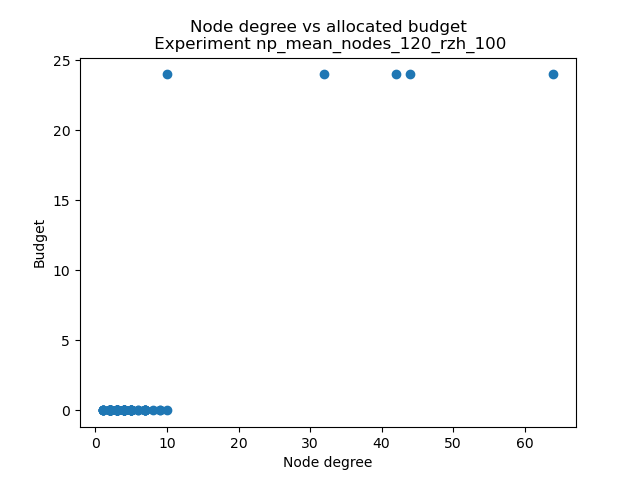 Node degree vs allocated budget
Experiment np_mean_nodes_120_rzh_100
25
20
15
10
5
0
Budget
0 10 20 30 40 50 60
Node degree